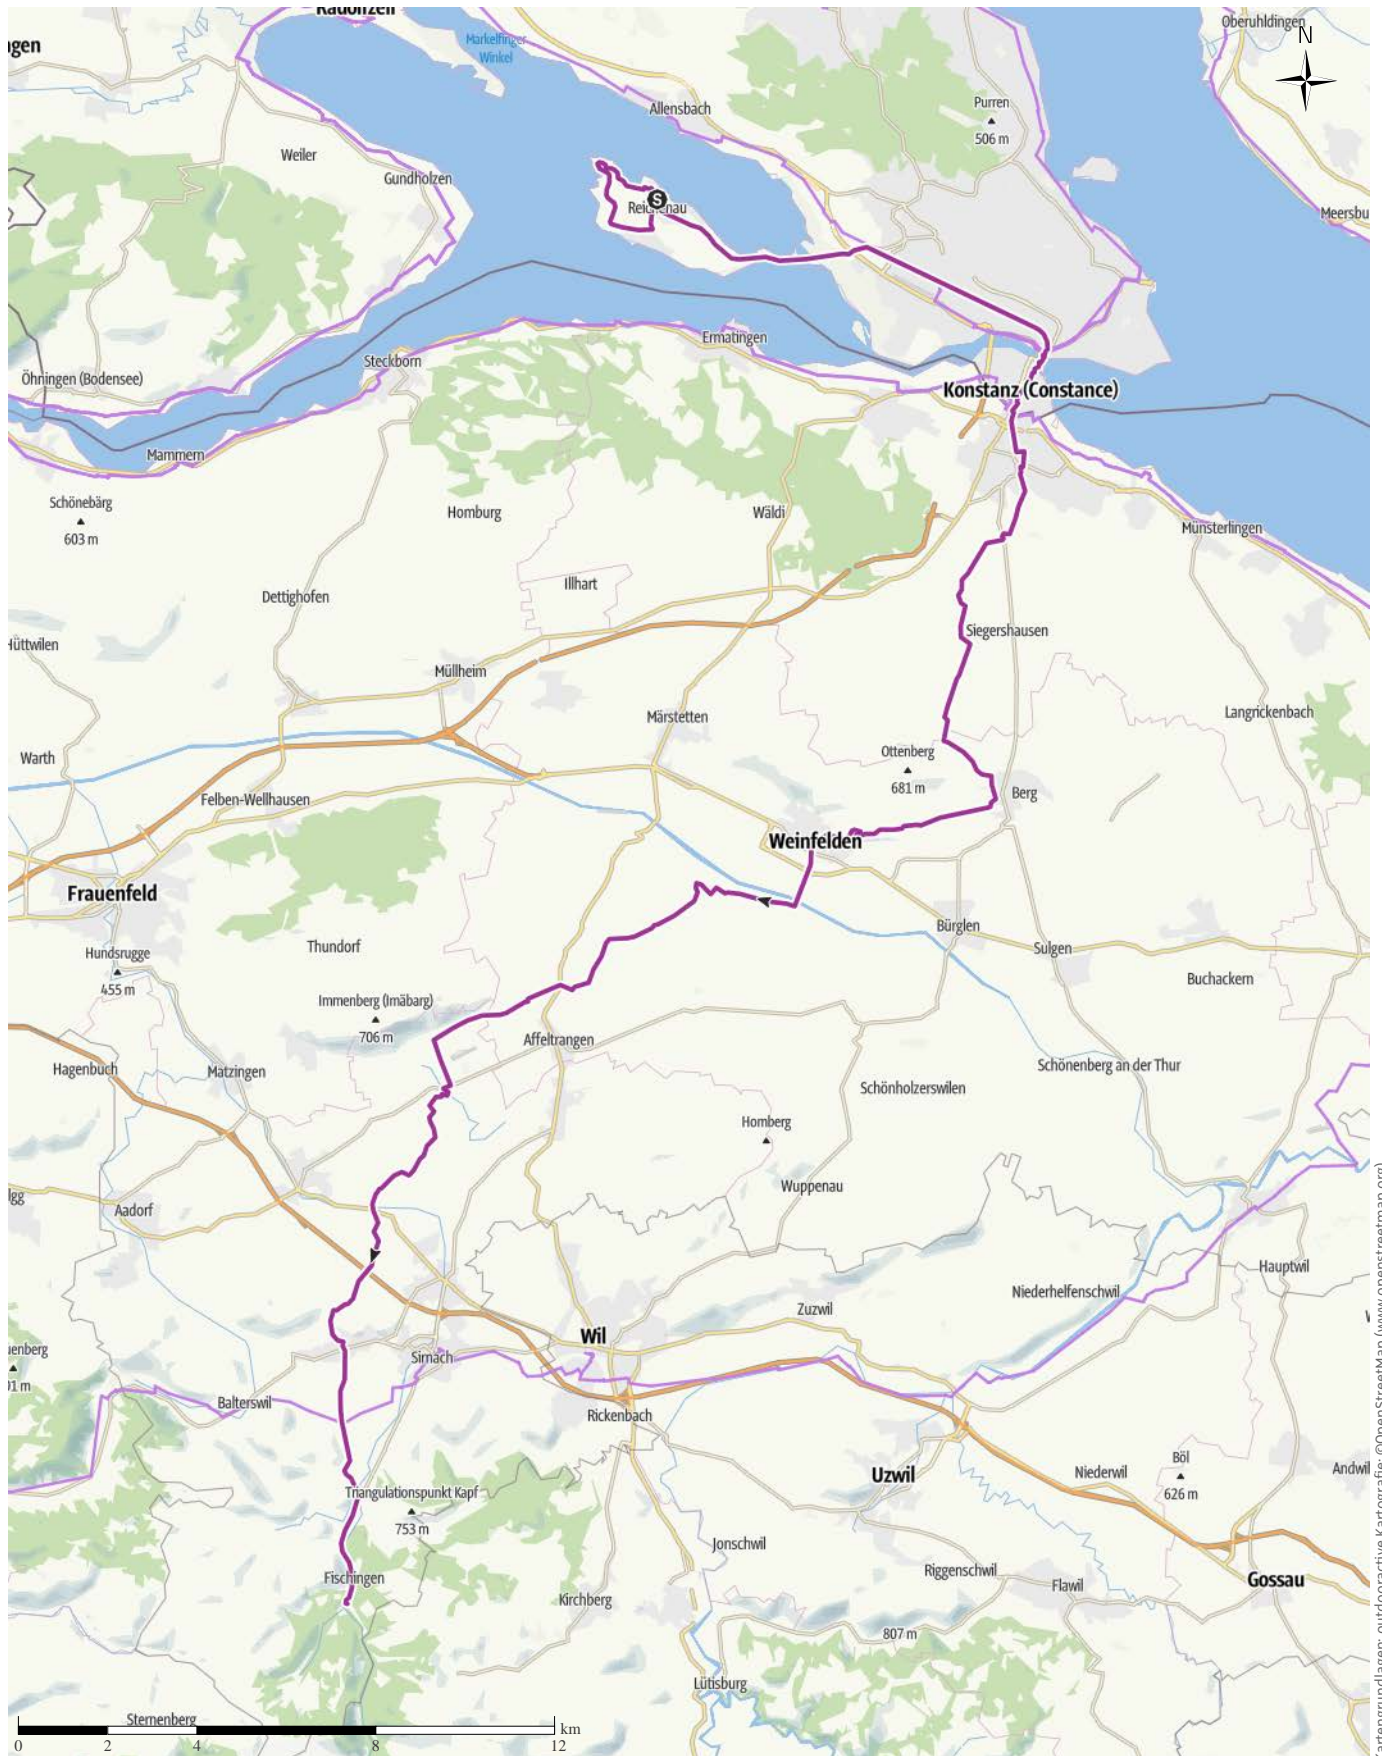 Radolfzell
Oberuhldingen
N
Markelfinger
Winkel
Allensbach
Purren
506 m
Weiler
Gundholzen
S
Reichenau
Ermatingen
Steckborn
Öhningen (Bodensee)
Konstanz (Constance)
Mammern
Schönebärg
603 m
Homburg
Wäldi
Münsterlingen
Illhart
Dettighofen
Siegershausen
Müllheim
Märstetten
Langrickenbach
Warth
Ottenberg
681 m
Felben-Wellhausen
Berg
Weinfelden
Frauenfeld
Bürglen
Sulgen
Thundorf
Hundsrugge
455 m
Buchackern
Immenberg (Imäbarg)
706 m
Affeltrangen
Hagenbuch
Matzingen
Schönenberg an der Thur
Schönholzerswilen
Homberg
Wuppenau
Aadorf
Hauptwil
Niederhelfenschwil
Zuzwil
Wil
Sirnach
Balterswil
Rickenbach
Uzwil
Böl
626 m
Niederwil
Triangulationspunkt Kapf
753 m
Jonschwil
Riggenschwil
Flawil
Gossau
Fischingen
Kirchberg
807 m
Lütisburg
Sternenberg
km
0 2 4 8 12